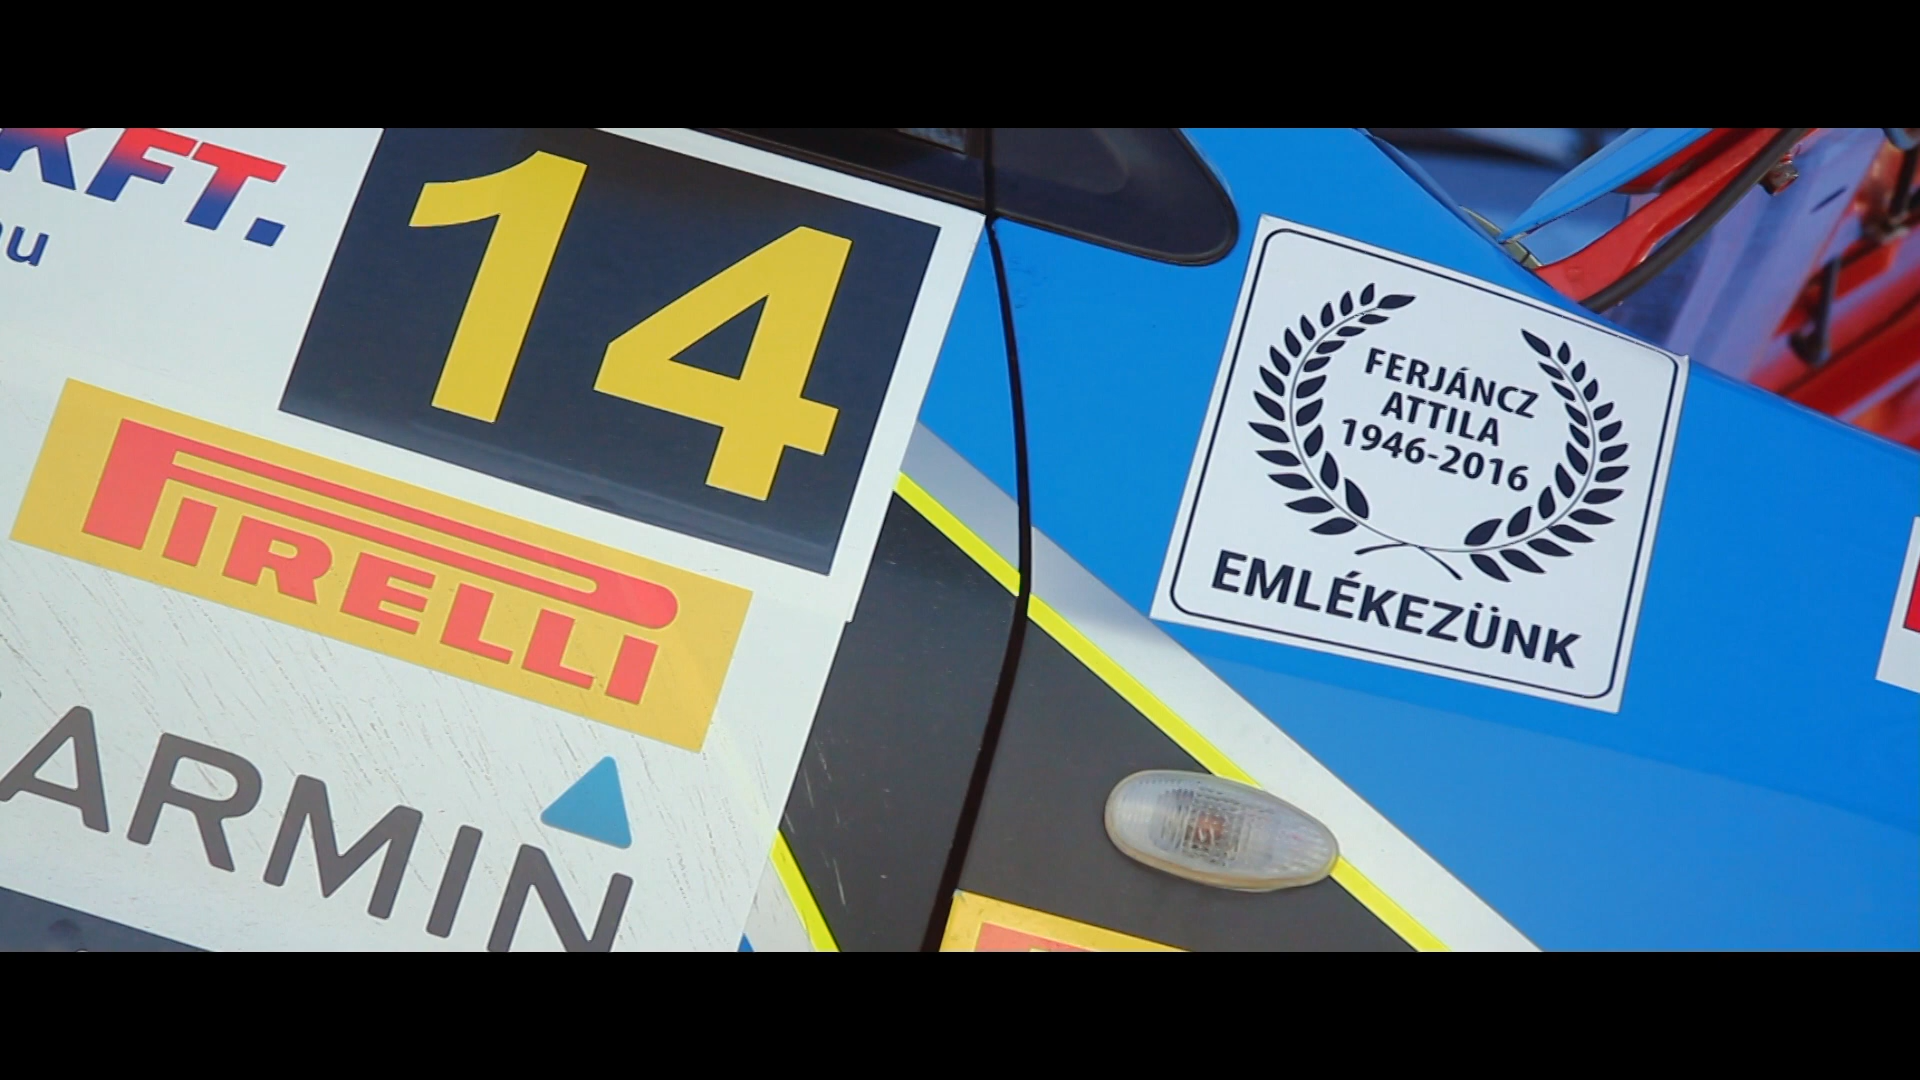 KFT.
14
PIRELLI
ARMIN
FERJÁNCZ
ATTILA
1946-2016
EMLÉKEZÜNK